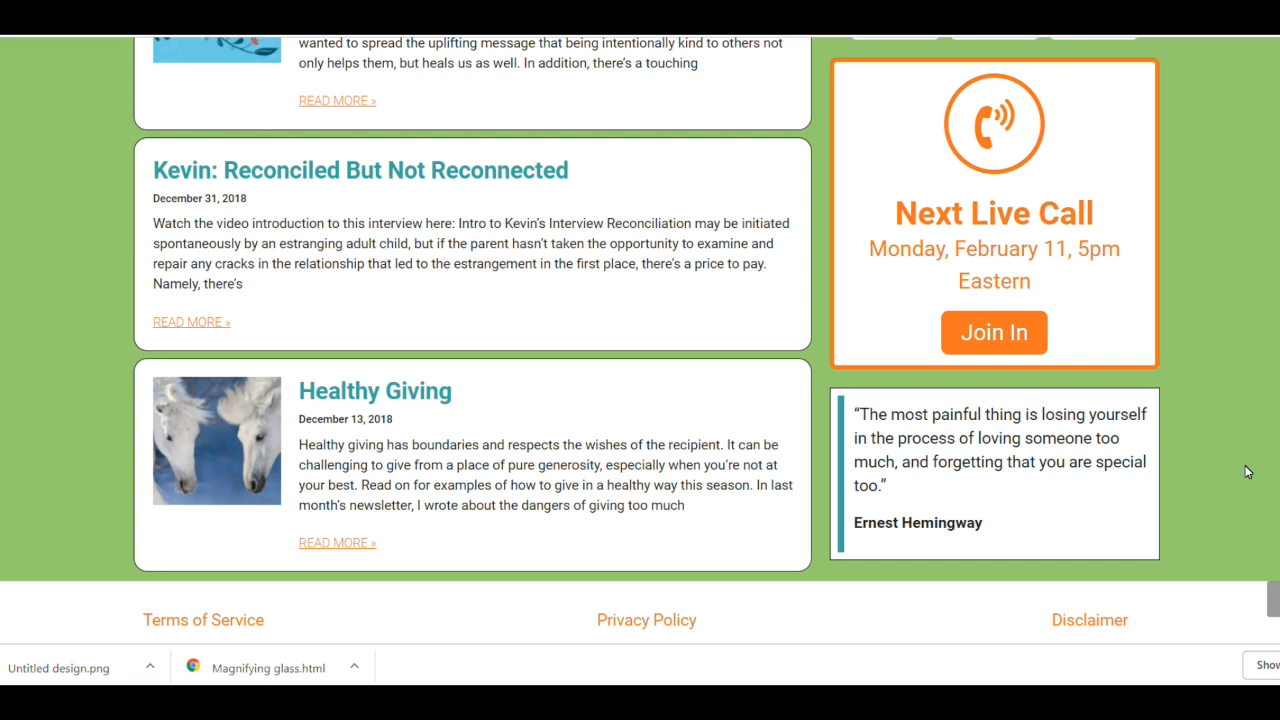 wanted to spread the uplifting message that being intentionally kind to others not
only helps them, but heals us as well. In addition, there's a touching
READ MORE »
Kevin: Reconciled But Not Reconnected
December 31, 2018
Watch the video introduction to this interview here: Intro to Kevin's Interview Reconciliation may be initiated
spontaneously by an estranging adult child, but if the parent hasn't taken the opportunity to examine and
repair any cracks in the relationship that led to the estrangement in the first place, there's a price to pay.
Namely, there's
READ MORE »
Healthy Giving
December 13, 2018
Healthy giving has boundaries and respects the wishes of the recipient. It can be
challenging to give from a place of pure generosity, especially when you're not at
your best. Read on for examples of how to give in a healthy way this season. In last
month's newsletter, I wrote about the dangers of giving too much
READ MORE »
Next Live Call
Monday, February 11, 5pm
Eastern
Join In
“The most painful thing is losing yourself
in the process of loving someone too
much, and forgetting that you are special
too.”
Ernest Hemingway
Terms of Service
Privacy Policy
Disclaimer
Untitled design.png
Magnifying glass.html
Show